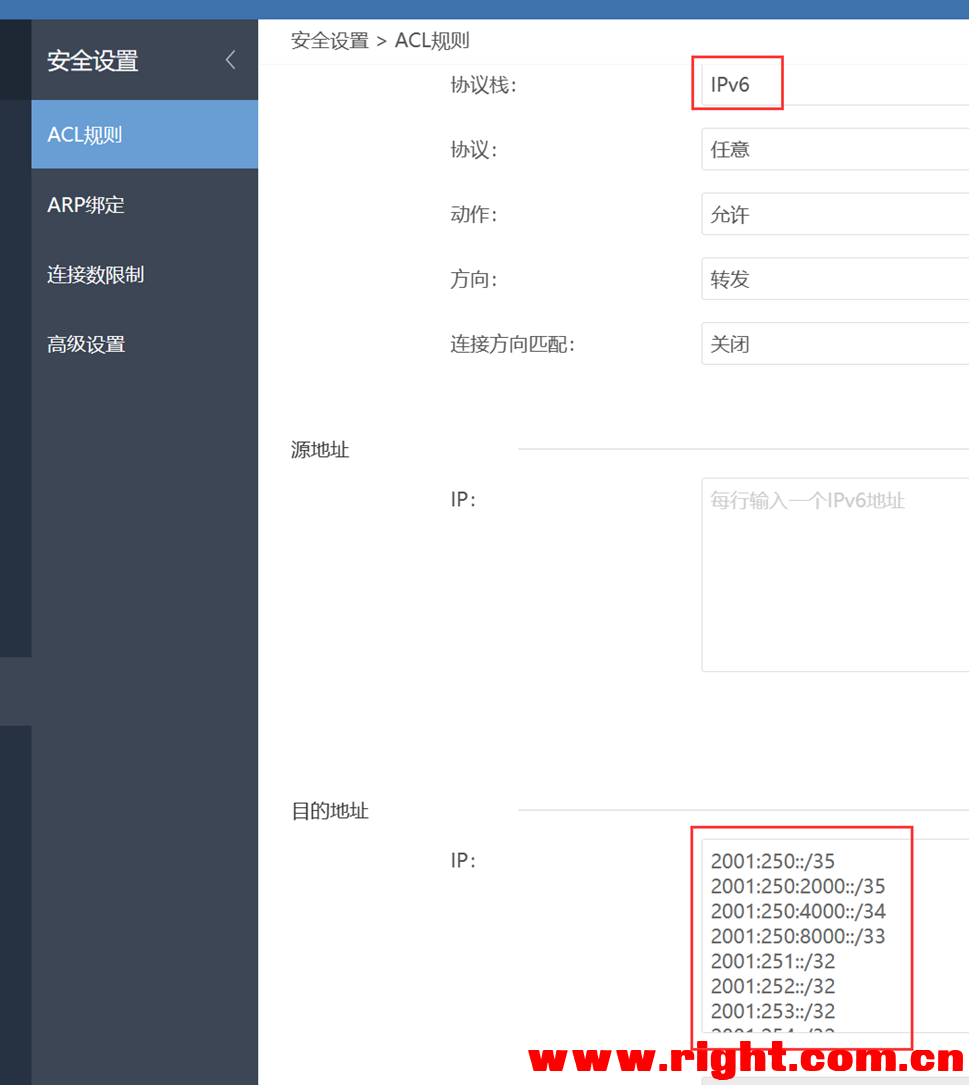 安全设置
ACL规则
ARP绑定
连接数限制
高级设置
安全设置 > ACL规则
协议栈: IPv6
协议: 任意
动作: 允许
方向: 转发
连接方向匹配: 关闭
源地址
IP: 每行输入一个IPv6地址
目的地址
IP: 2001:250::/35
2001:250:2000::/35
2001:250:4000::/34
2001:250:8000::/33
2001:251::/32
2001:252::/32
2001:253::/32
2001:254::/32
www.right.com.cn